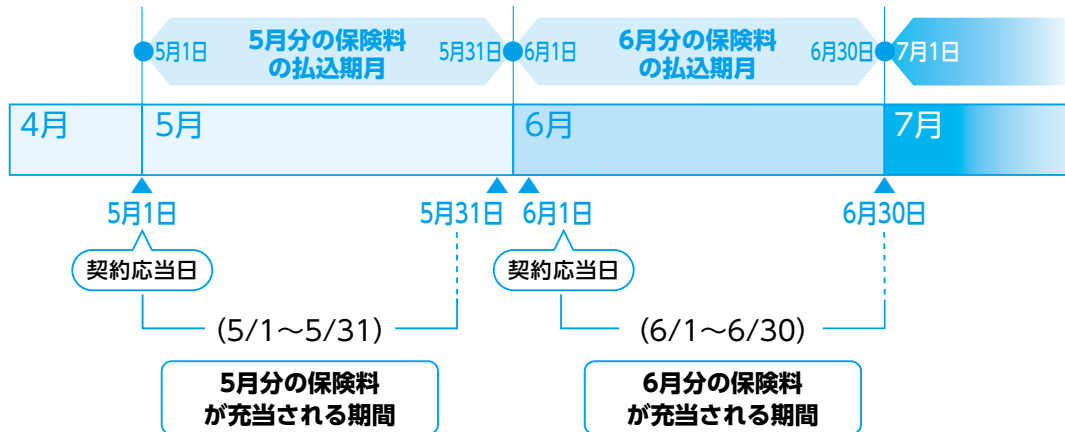 5月1日
5月分の保険料
の払込期月
5月31日
6月1日
6月分の保険料
の払込期月
6月30日
7月1日
4月
5月
6月
7月
5月1日
5月31日
6月1日
6月30日
契約応当日
契約応当日
(5/1〜5/31)
(6/1〜6/30)
5月分の保険料
が充当される期間
6月分の保険料
が充当される期間